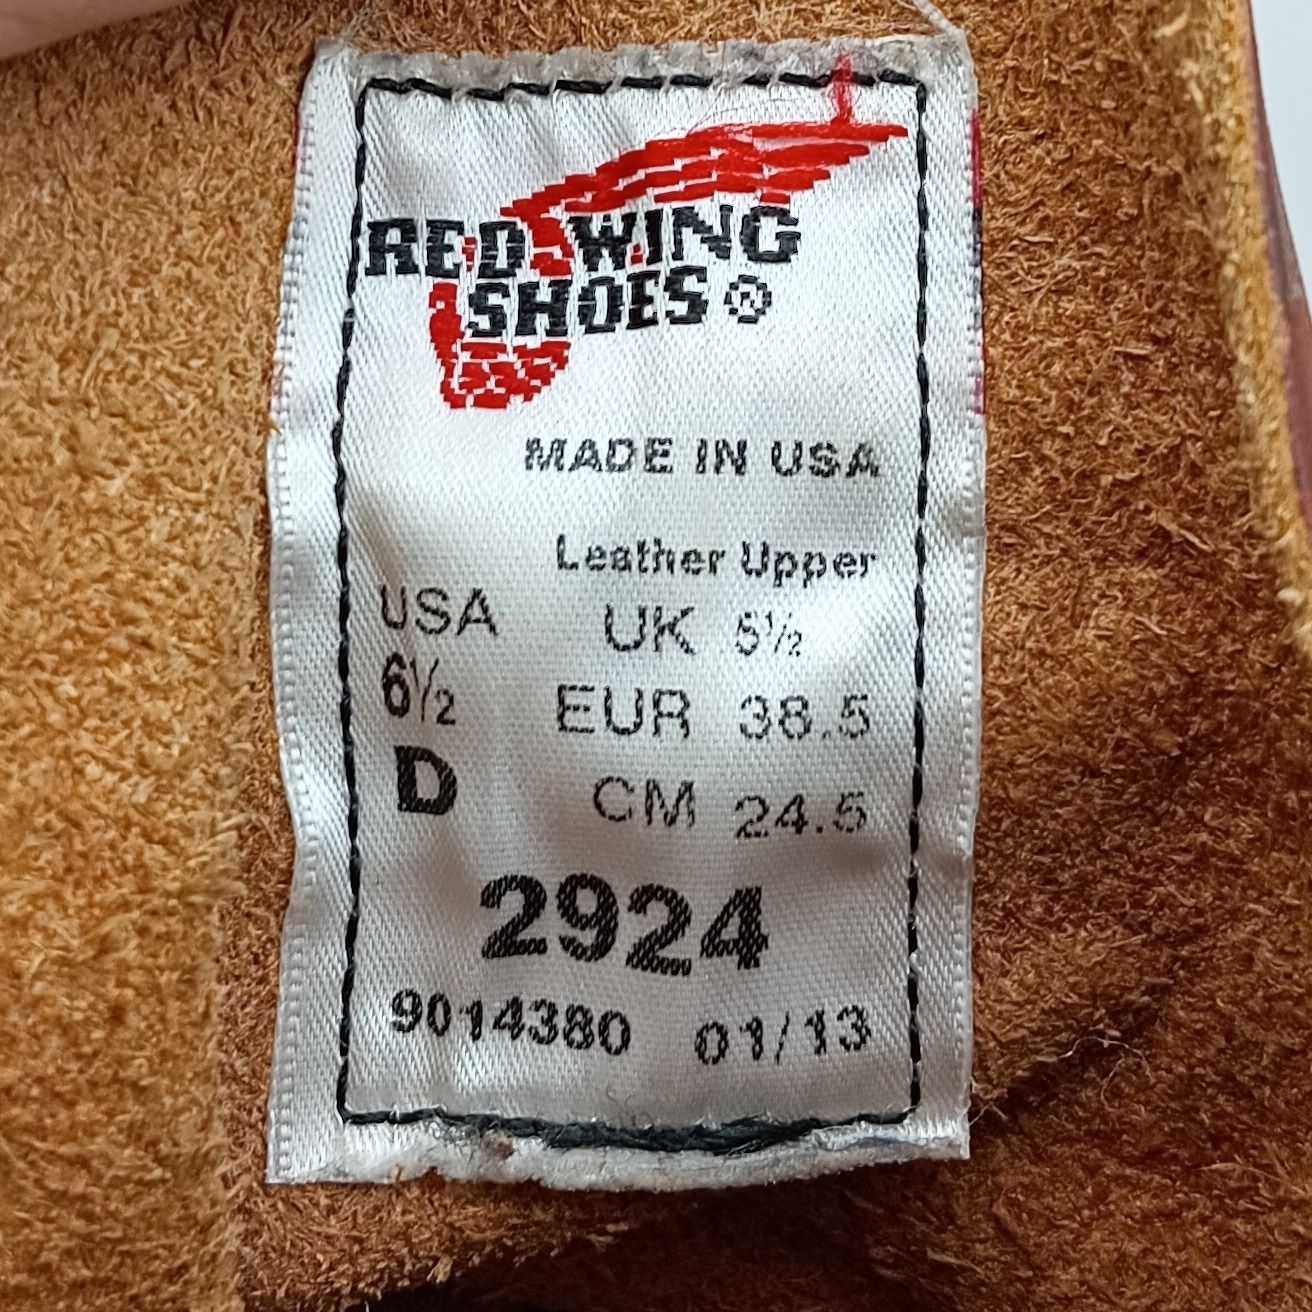 RED WING
SHOES ®
MADE IN USA
Leather Upper
USA UK 5½
6½ EUR 38.5
D CM 24.5
2924
9014380 01/13